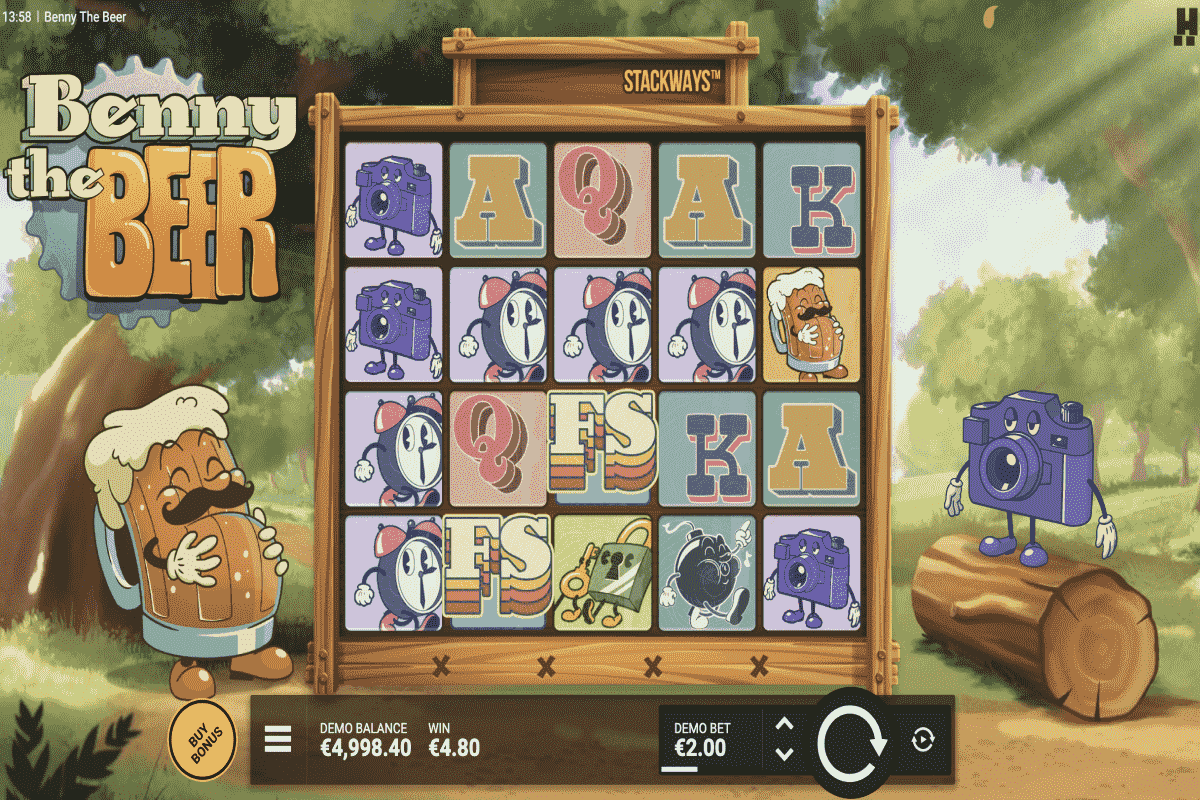 13:58 | Benny The Beer
Benny
the BEER
STACKWAYS™
A Q A K
Q FS K A
FS
BUY
BONUS
DEMO BALANCE WIN
€4,998.40 €4.80
DEMO BET
€2.00